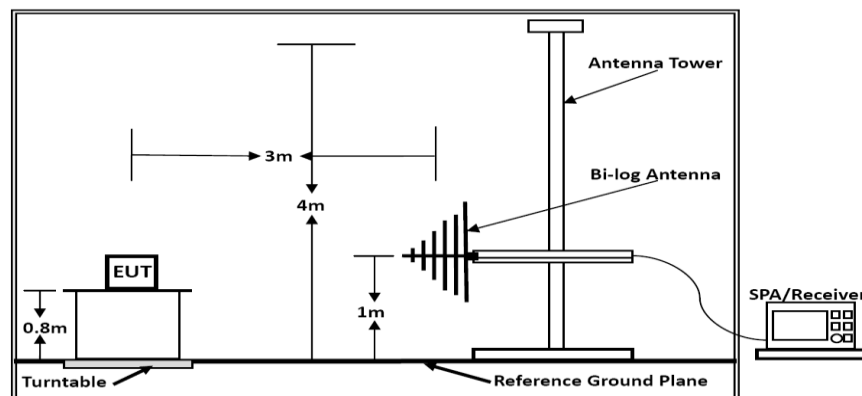 Antenna Tower
3m
Bi-log Antenna
4m
EUT
SPA/Receiver
0.8m
1m
Turntable
Reference Ground Plane